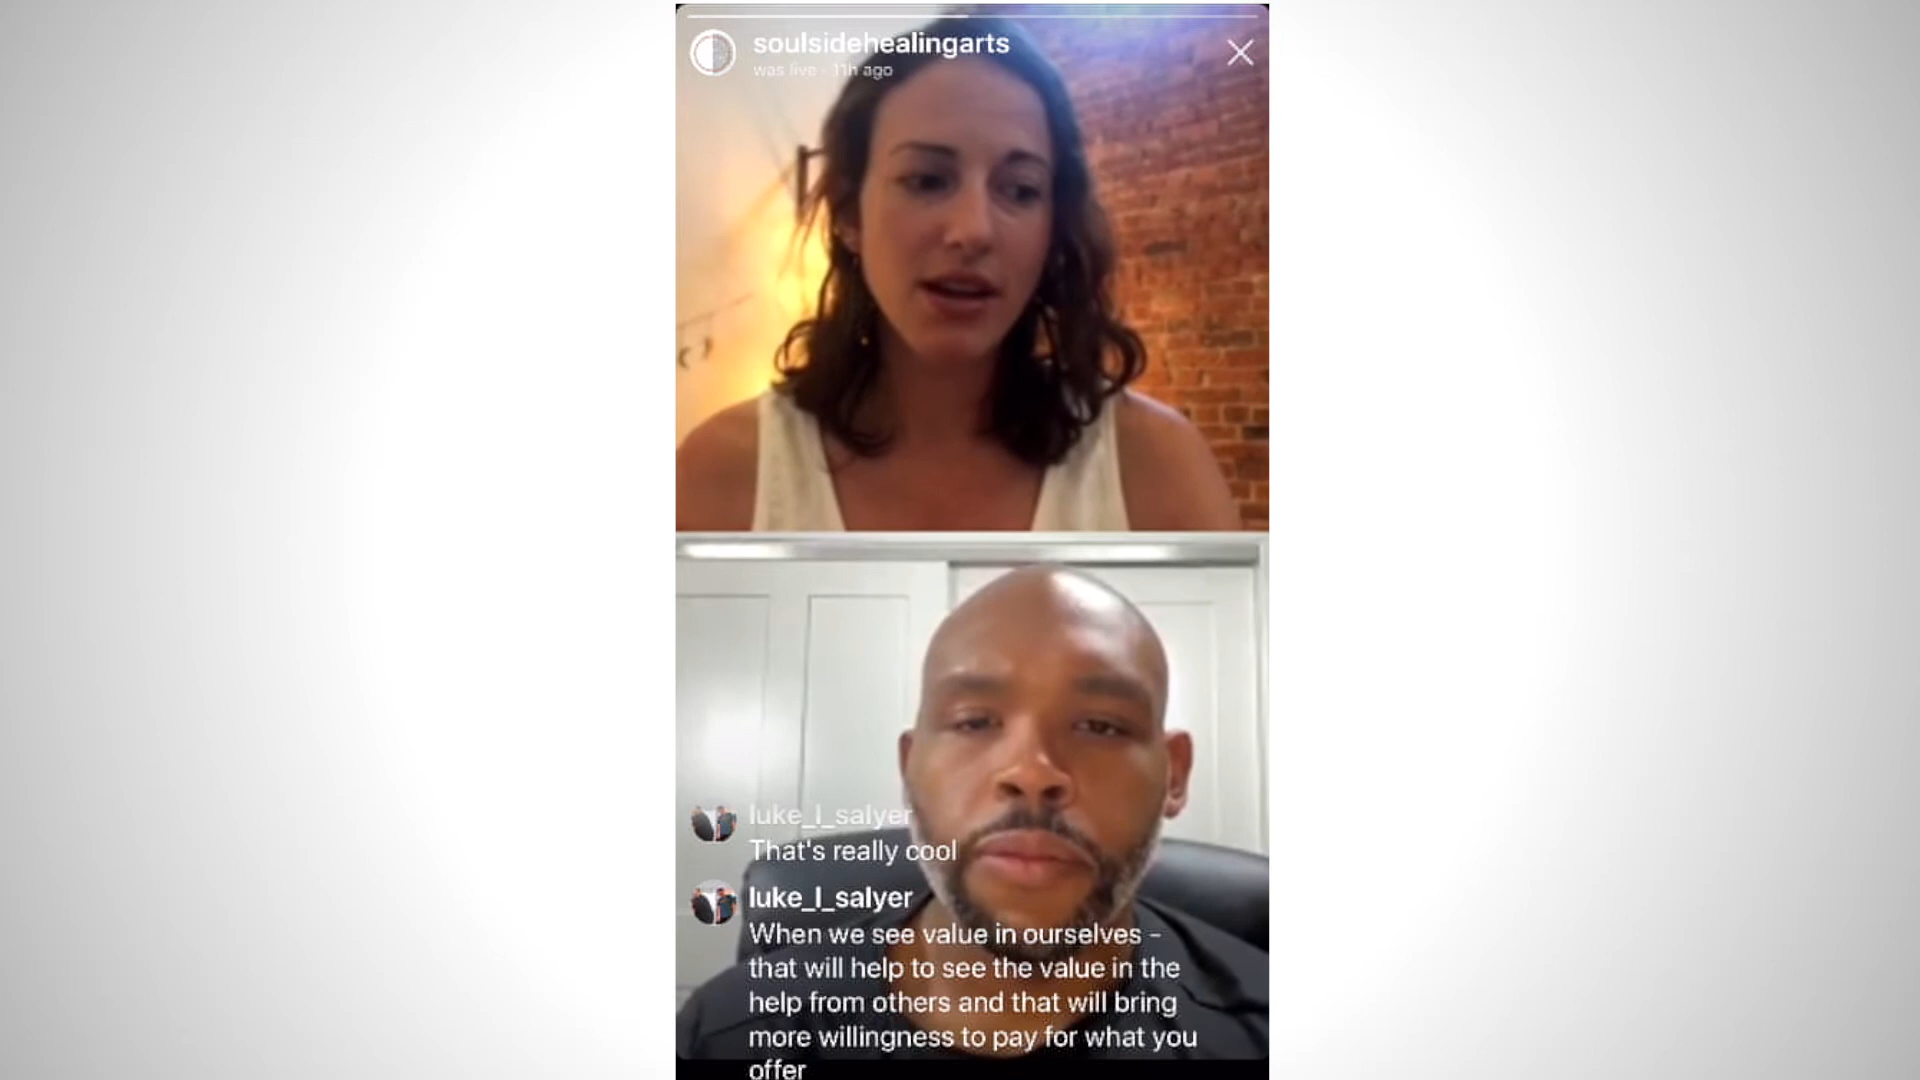 soulsidehealingarts
was live · 11h ago
luke_l_salyer
That's really cool
luke_l_salyer
When we see value in ourselves –
that will help to see the value in the
help from others and that will bring
more willingness to pay for what you
offer